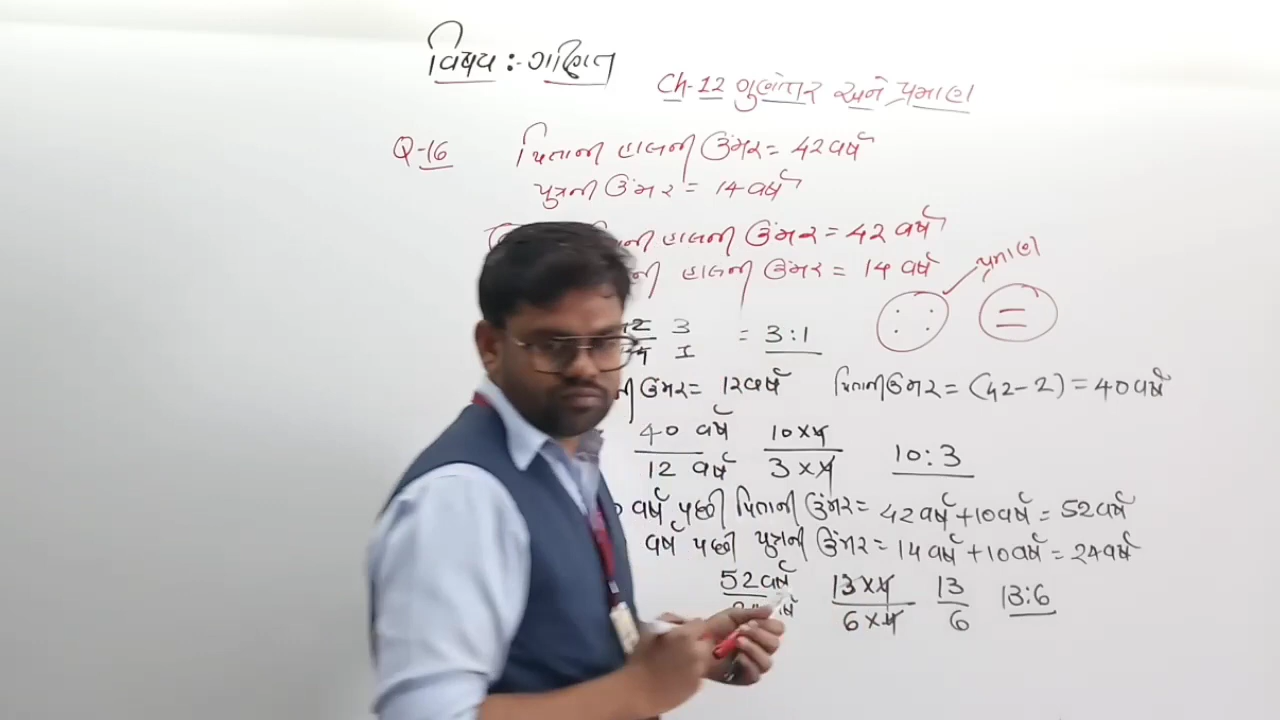 વિષય :- ગણિત
Ch-12 ગુણોત્તર અને પ્રમાણ
Q-16 પિતાની હાલની ઉંમર = 42 વર્ષ
પુત્રની ઉંમર = 14 વર્ષ
હાલની ઉંમર = 42 વર્ષ
હાલની ઉંમર = 14 વર્ષ
પ્રમાણ
:: =
3
1 = 3:1
ઉંમર = 12 વર્ષ પિતાની ઉંમર = (42-2) = 40 વર્ષ
40 વર્ષ 10×4
12 વર્ષ 3×4 10:3
વર્ષ પછી પિતાની ઉંમર = 42 વર્ષ + 10 વર્ષ = 52 વર્ષ
વર્ષ પછી પુત્રની ઉંમર = 14 વર્ષ + 10 વર્ષ = 24 વર્ષ
52 વર્ષ 13×4 13 13:6
6×4 6